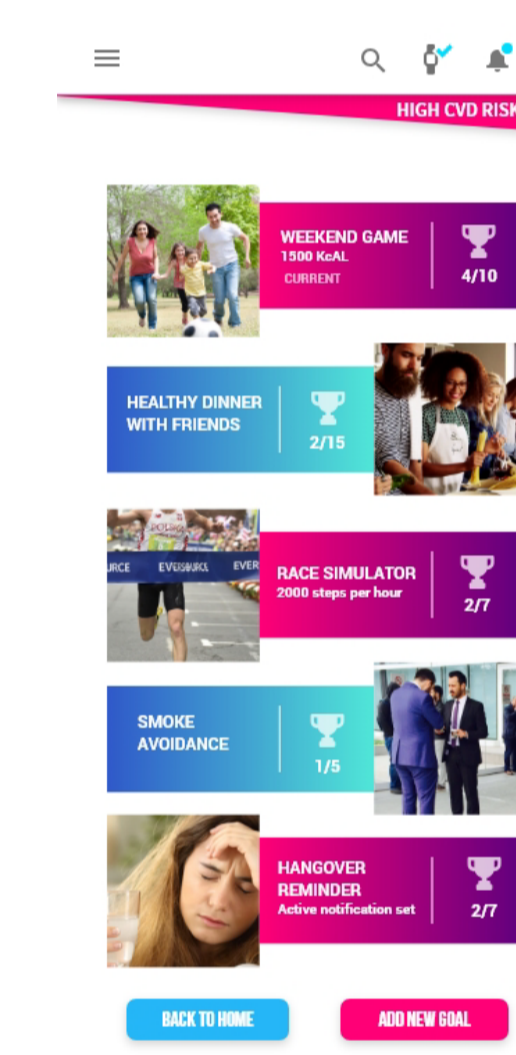 HIGH CVD RISK
WEEKEND GAME
1500 KcAL
CURRENT
4/10
HEALTHY DINNER
WITH FRIENDS
2/15
URCE EVERSOURCE EVER
RACE SIMULATOR
2000 steps per hour
2/7
SMOKE
AVOIDANCE
1/5
HANGOVER
REMINDER
Active notification set
2/7
BACK TO HOME
ADD NEW GOAL